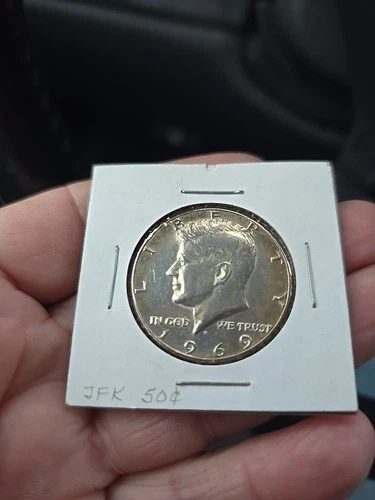 LIBERTY
IN GOD WE TRUST
1969
JFK 50¢